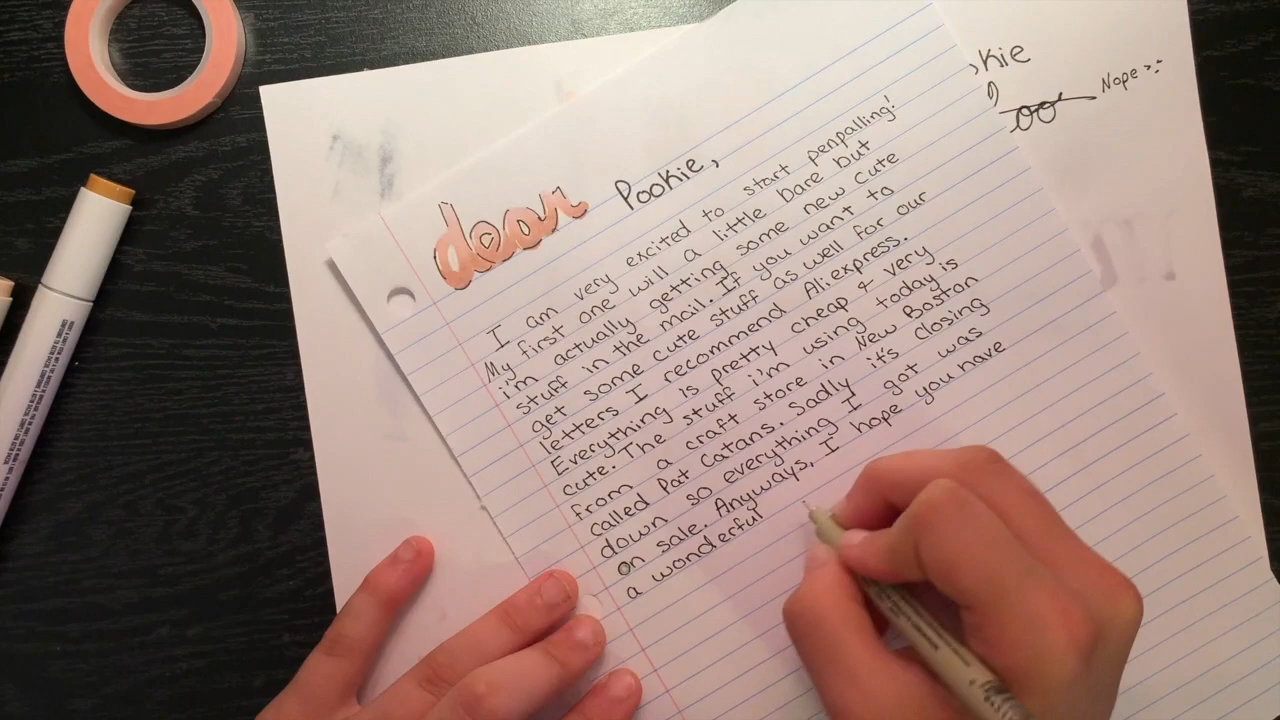 dear Pookie,
I am very excited to start penpalling!
My first one will a little bare but
i'm actually getting some new cute
stuff in the mail. If you want to
get some cute stuff as well for our
letters I recommend Aliexpress.
Everything is pretty cheap & very
cute. The stuff i'm using today is
from a craft store in New Boston
called Pat Catans. Sadly it's closing
down so everything I got was
on sale. Anyways, I hope you have
a wonderful
kie
Nope